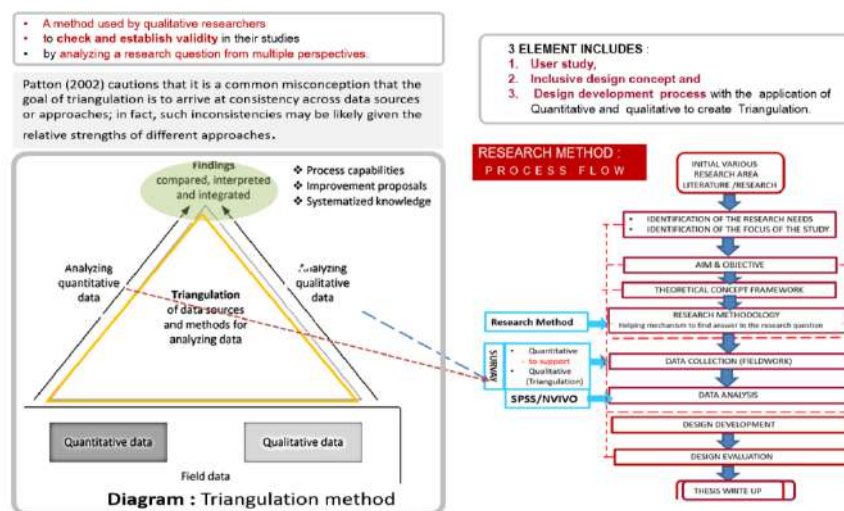 • A method used by qualitative researchers
• to check and establish validity in their studies
• by analyzing a research question from multiple perspectives.
Patton (2002) cautions that it is a common misconception that the
goal of triangulation is to arrive at consistency across data sources
or approaches; in fact, such inconsistencies may be likely given the
relative strengths of different approaches.
Findings
compared, interpreted
and integrated
❖ Process capabilities
❖ Improvement proposals
❖ Systematized knowledge
Analyzing
quantitative
data
Analyzing
qualitative
data
Triangulation
of data sources
and methods for
analyzing data
Quantitative data
Qualitative data
Field data
Diagram : Triangulation method
3 ELEMENT INCLUDES :
1. User study,
2. Inclusive design concept and
3. Design development process with the application of
Quantitative and qualitative to create Triangulation.
RESEARCH METHOD :
PROCESS FLOW
INITIAL VARIOUS
RESEARCH AREA
LITERATURE /RESEARCH
• IDENTIFICATION OF THE RESEARCH NEEDS
• IDENTIFICATION OF THE FOCUS OF THE STUDY
AIM & OBJECTIVE
THEORETICAL CONCEPT FRAMEWORK
Research Method
RESEARCH METHODOLOGY
Helping mechanism to find answer to the research question
SURVAY
• Quantitative
- to support
• Qualitative
(Triangulation)
DATA COLLECTION (FIELDWORK)
SPSS/NVIVO
DATA ANALYSIS
DESIGN DEVELOPMENT
DESIGN EVALUATION
THESIS WRITE UP